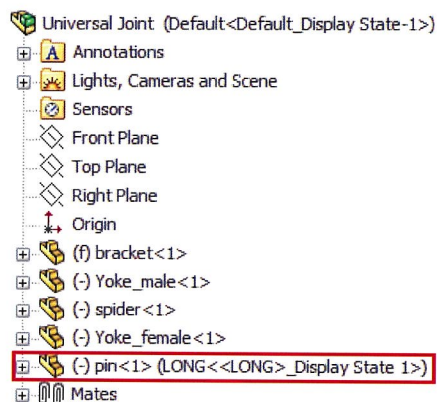 Universal Joint (Default<Default_Display State-1>)
A Annotations
Lights, Cameras and Scene
Sensors
Front Plane
Top Plane
Right Plane
Origin
(f) bracket<1>
(-) Yoke_male<1>
(-) spider<1>
(-) Yoke_female<1>
(-) pin<1> (LONG<<LONG>_Display State 1>)
Mates